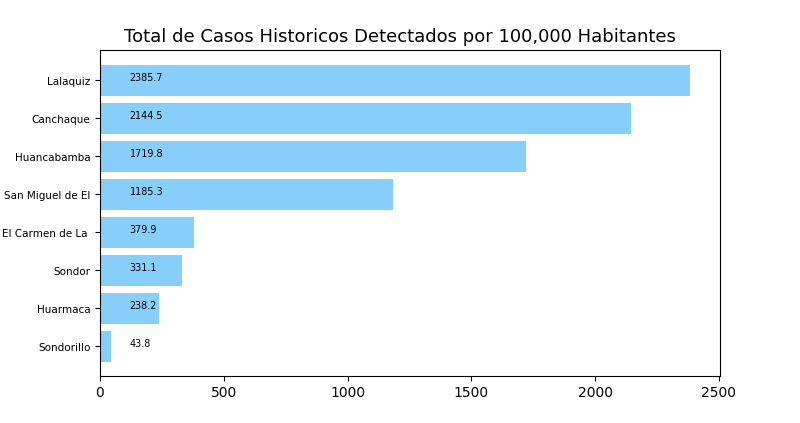 Total de Casos Historicos Detectados por 100,000 Habitantes
Lalaquiz 2385.7
Canchaque 2144.5
Huancabamba 1719.8
San Miguel de El 1185.3
El Carmen de La 379.9
Sondor 331.1
Huarmaca 238.2
Sondorillo 43.8
0 500 1000 1500 2000 2500